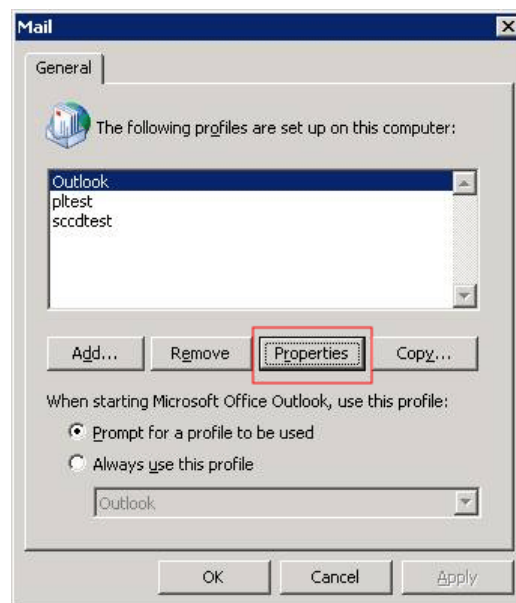 Mail
General
The following profiles are set up on this computer:
Outlook
pltest
sccdtest
Add...
Remove
Properties
Copy...
When starting Microsoft Office Outlook, use this profile:
Prompt for a profile to be used
Always use this profile
Outlook
OK
Cancel
Apply